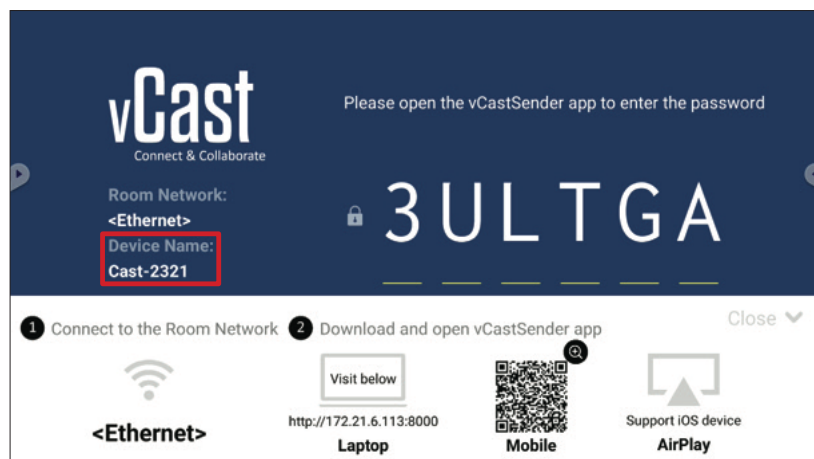 vCast
Connect & Collaborate
Please open the vCastSender app to enter the password
Room Network:
<Ethernet>
Device Name:
Cast-2321
3ULTGA
1 Connect to the Room Network
2 Download and open vCastSender app
Close
<Ethernet>
Visit below
http://172.21.6.113:8000
Laptop
Mobile
Support iOS device
AirPlay